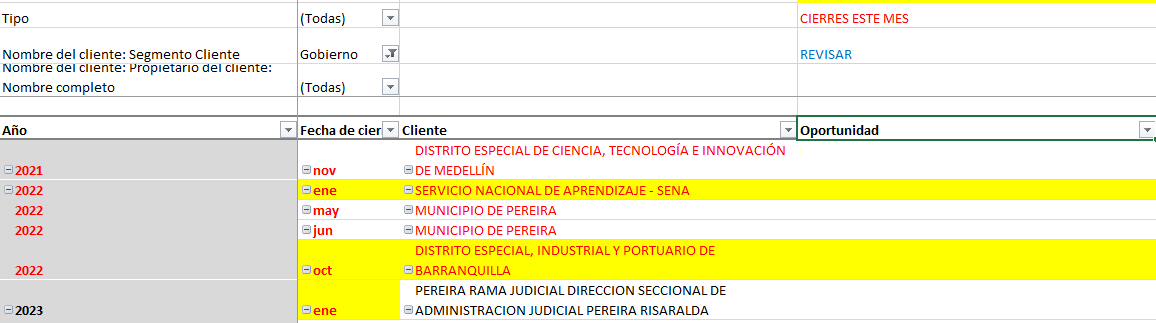 Tipo (Todas) CIERRES ESTE MES
Nombre del cliente: Segmento Cliente Gobierno REVISAR
Nombre del cliente: Propietario del cliente:
Nombre completo (Todas)
Año Fecha de cier Cliente Oportunidad
DISTRITO ESPECIAL DE CIENCIA, TECNOLOGÍA E INNOVACIÓN
2021 nov DE MEDELLÍN
2022 ene SERVICIO NACIONAL DE APRENDIZAJE - SENA
2022 may MUNICIPIO DE PEREIRA
2022 jun MUNICIPIO DE PEREIRA
DISTRITO ESPECIAL, INDUSTRIAL Y PORTUARIO DE
2022 oct BARRANQUILLA
PEREIRA RAMA JUDICIAL DIRECCION SECCIONAL DE
2023 ene ADMINISTRACION JUDICIAL PEREIRA RISARALDA